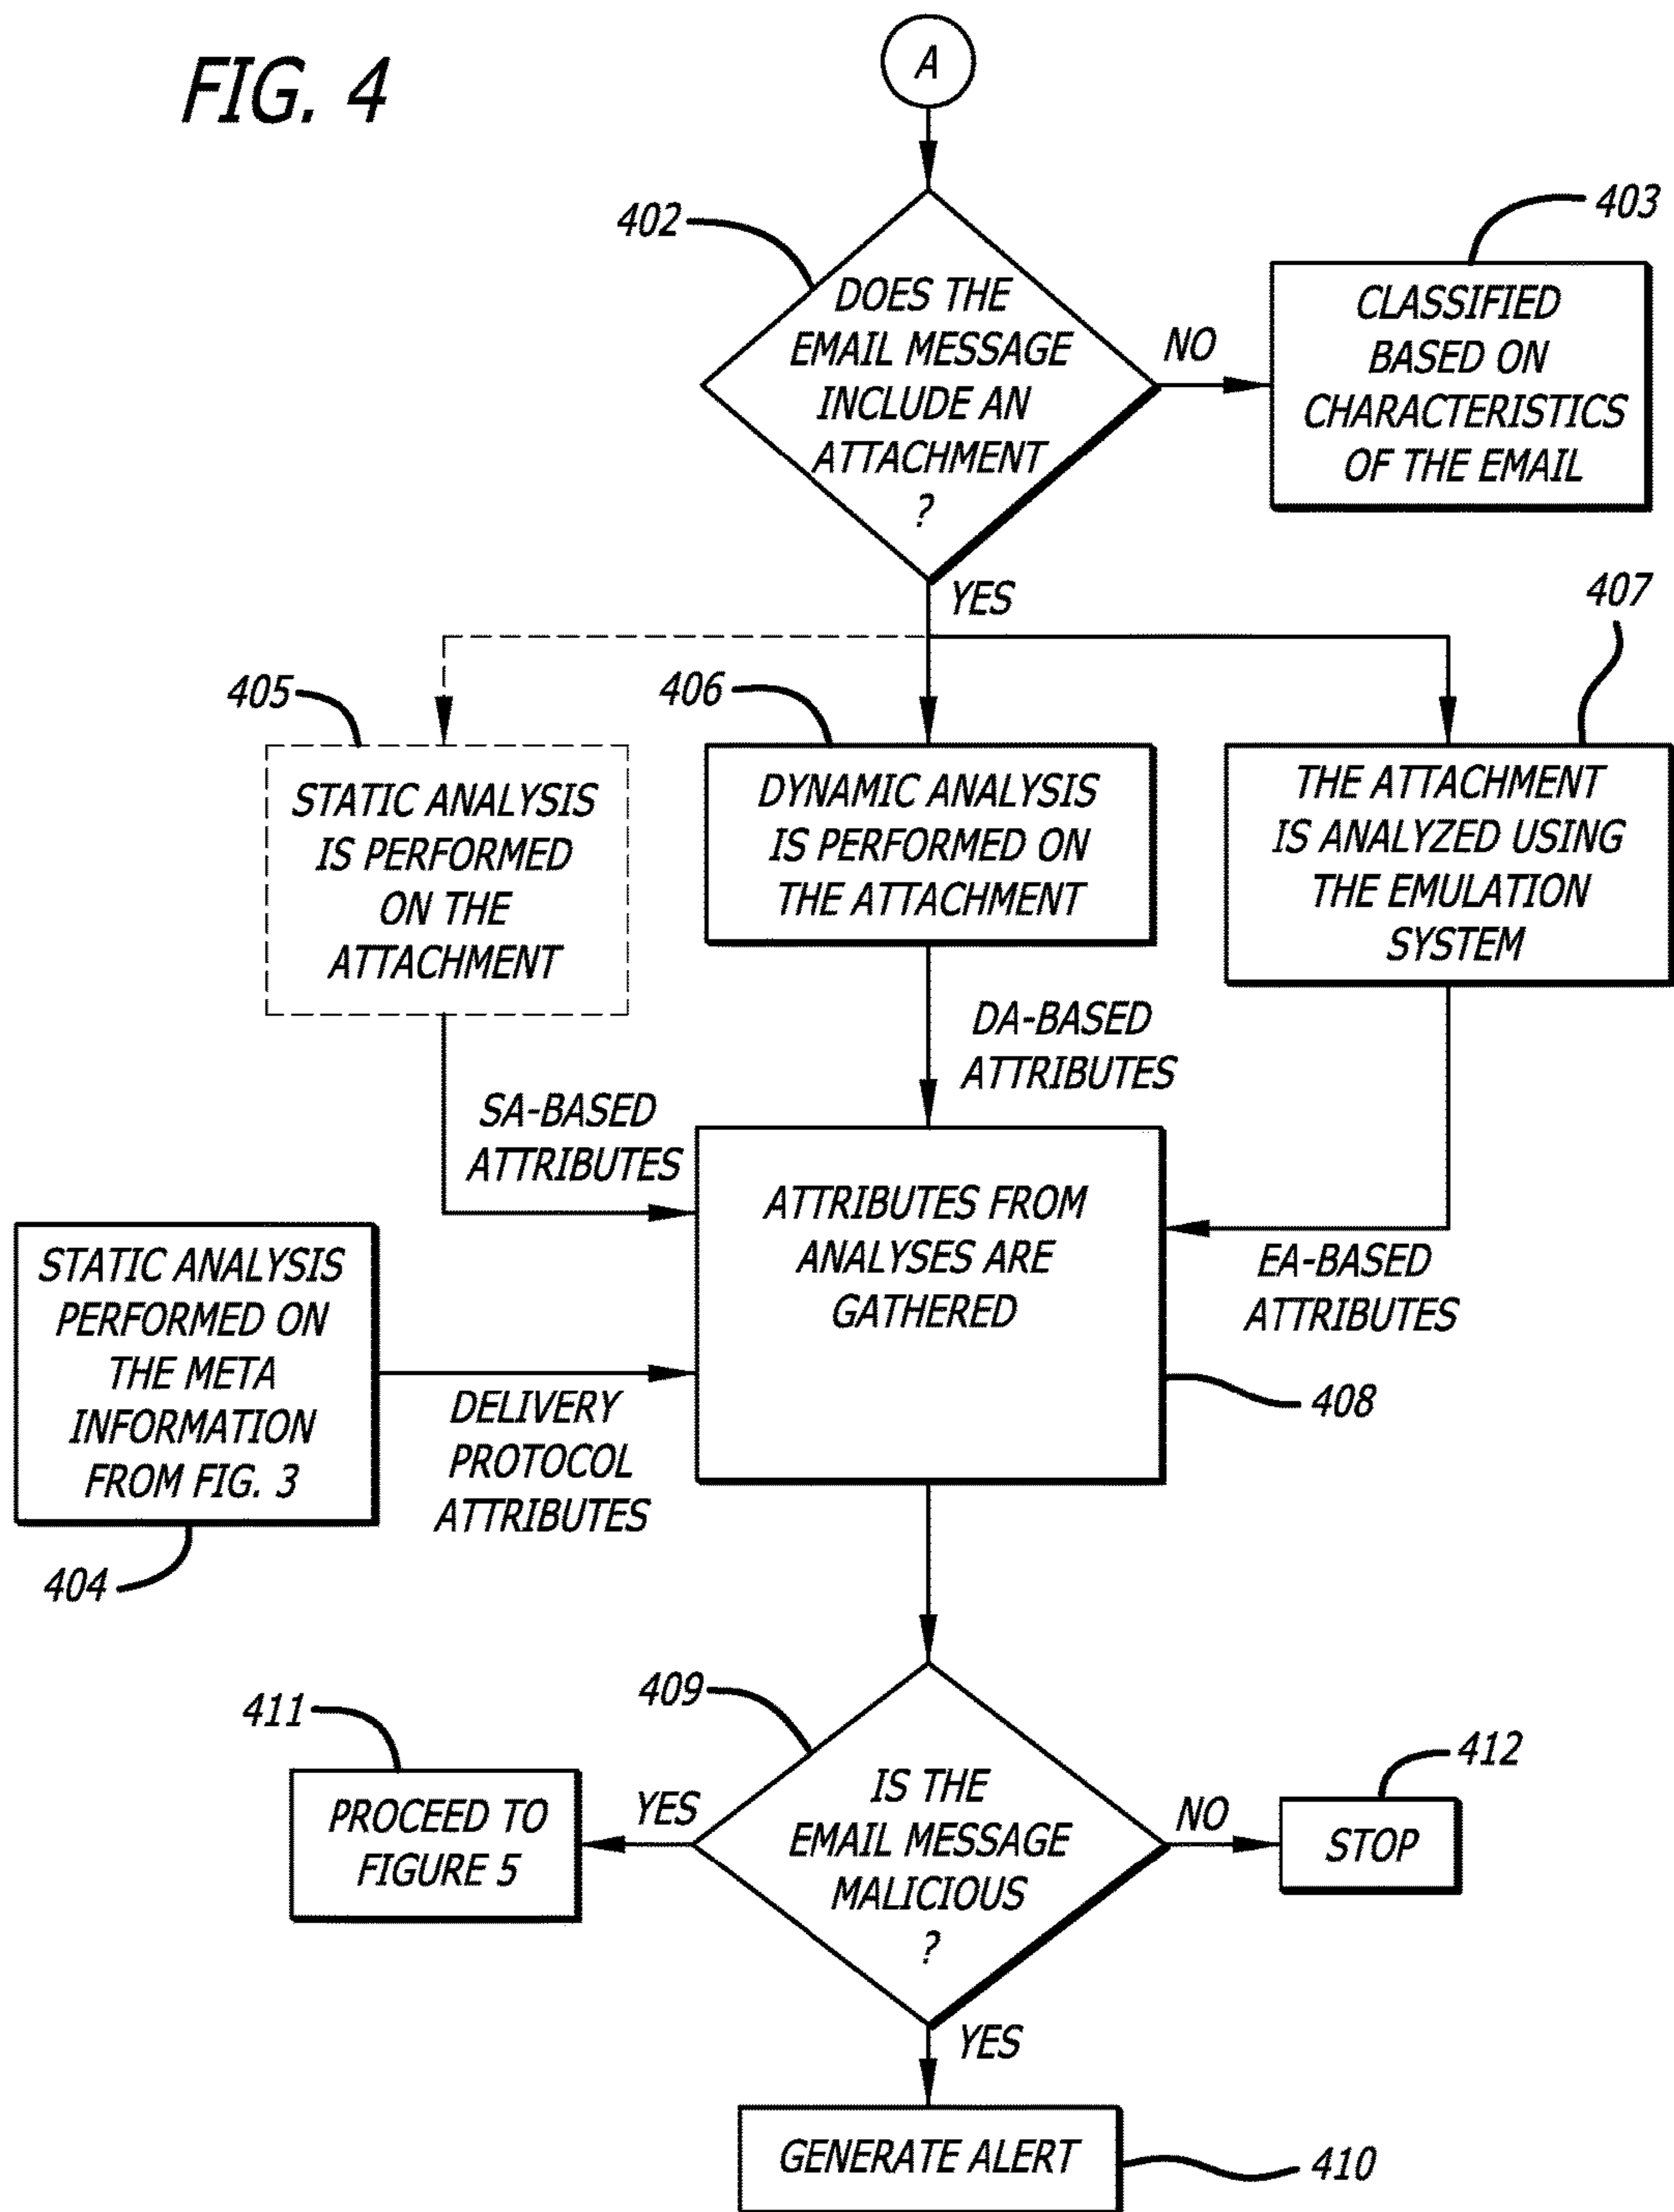 FIG. 4
A
402
DOES THE
EMAIL MESSAGE
INCLUDE AN
ATTACHMENT
?
NO
403
CLASSIFIED
BASED ON
CHARACTERISTICS
OF THE EMAIL
YES
405
STATIC ANALYSIS
IS PERFORMED
ON THE
ATTACHMENT
406
DYNAMIC ANALYSIS
IS PERFORMED ON
THE ATTACHMENT
407
THE ATTACHMENT
IS ANALYZED USING
THE EMULATION
SYSTEM
SA-BASED
ATTRIBUTES
DA-BASED
ATTRIBUTES
EA-BASED
ATTRIBUTES
STATIC ANALYSIS
PERFORMED ON
THE META
INFORMATION
FROM FIG. 3
404
DELIVERY
PROTOCOL
ATTRIBUTES
ATTRIBUTES FROM
ANALYSES ARE
GATHERED
408
409
IS THE
EMAIL MESSAGE
MALICIOUS
?
YES
411
PROCEED TO
FIGURE 5
NO
412
STOP
YES
GENERATE ALERT
410